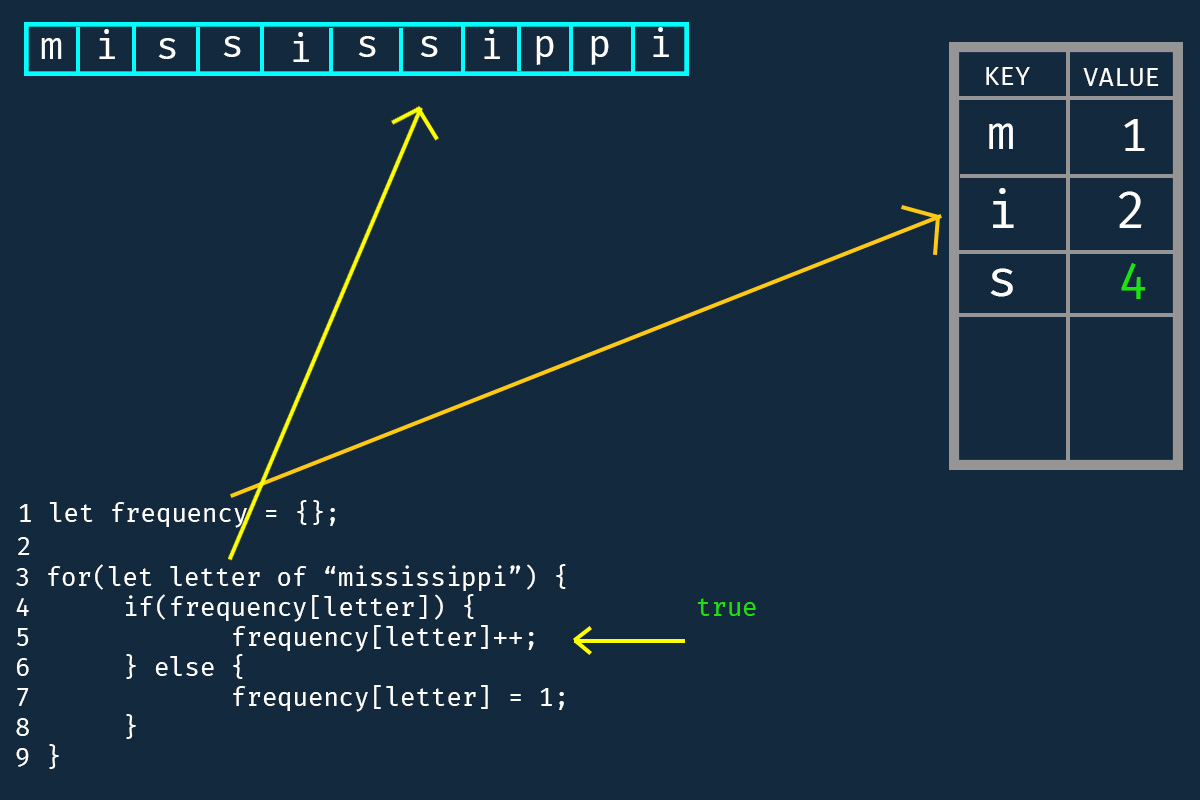 m i s s i s s i p p i
KEY VALUE
m 1
i 2
s 4
1 let frequency = {};
2
3 for(let letter of “mississippi”) {
4 if(frequency[letter]) { true
5 frequency[letter]++;
6 } else {
7 frequency[letter] = 1;
8 }
9 }